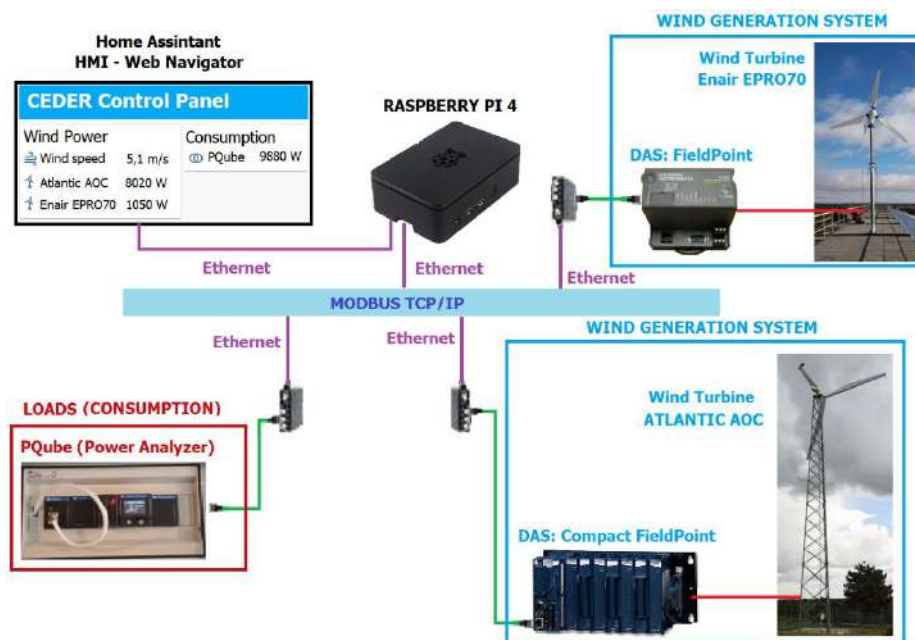 Home Assintant
HMI - Web Navigator
CEDER Control Panel
Wind Power
Wind speed 5,1 m/s
Atlantic AOC 8020 W
Enair EPRO70 1050 W
Consumption
PQube 9880 W
RASPBERRY PI 4
WIND GENERATION SYSTEM
Wind Turbine
Enair EPRO70
DAS: FieldPoint
Ethernet
Ethernet
Ethernet
MODBUS TCP/IP
Ethernet
Ethernet
LOADS (CONSUMPTION)
PQube (Power Analyzer)
WIND GENERATION SYSTEM
Wind Turbine
ATLANTIC AOC
DAS: Compact FieldPoint